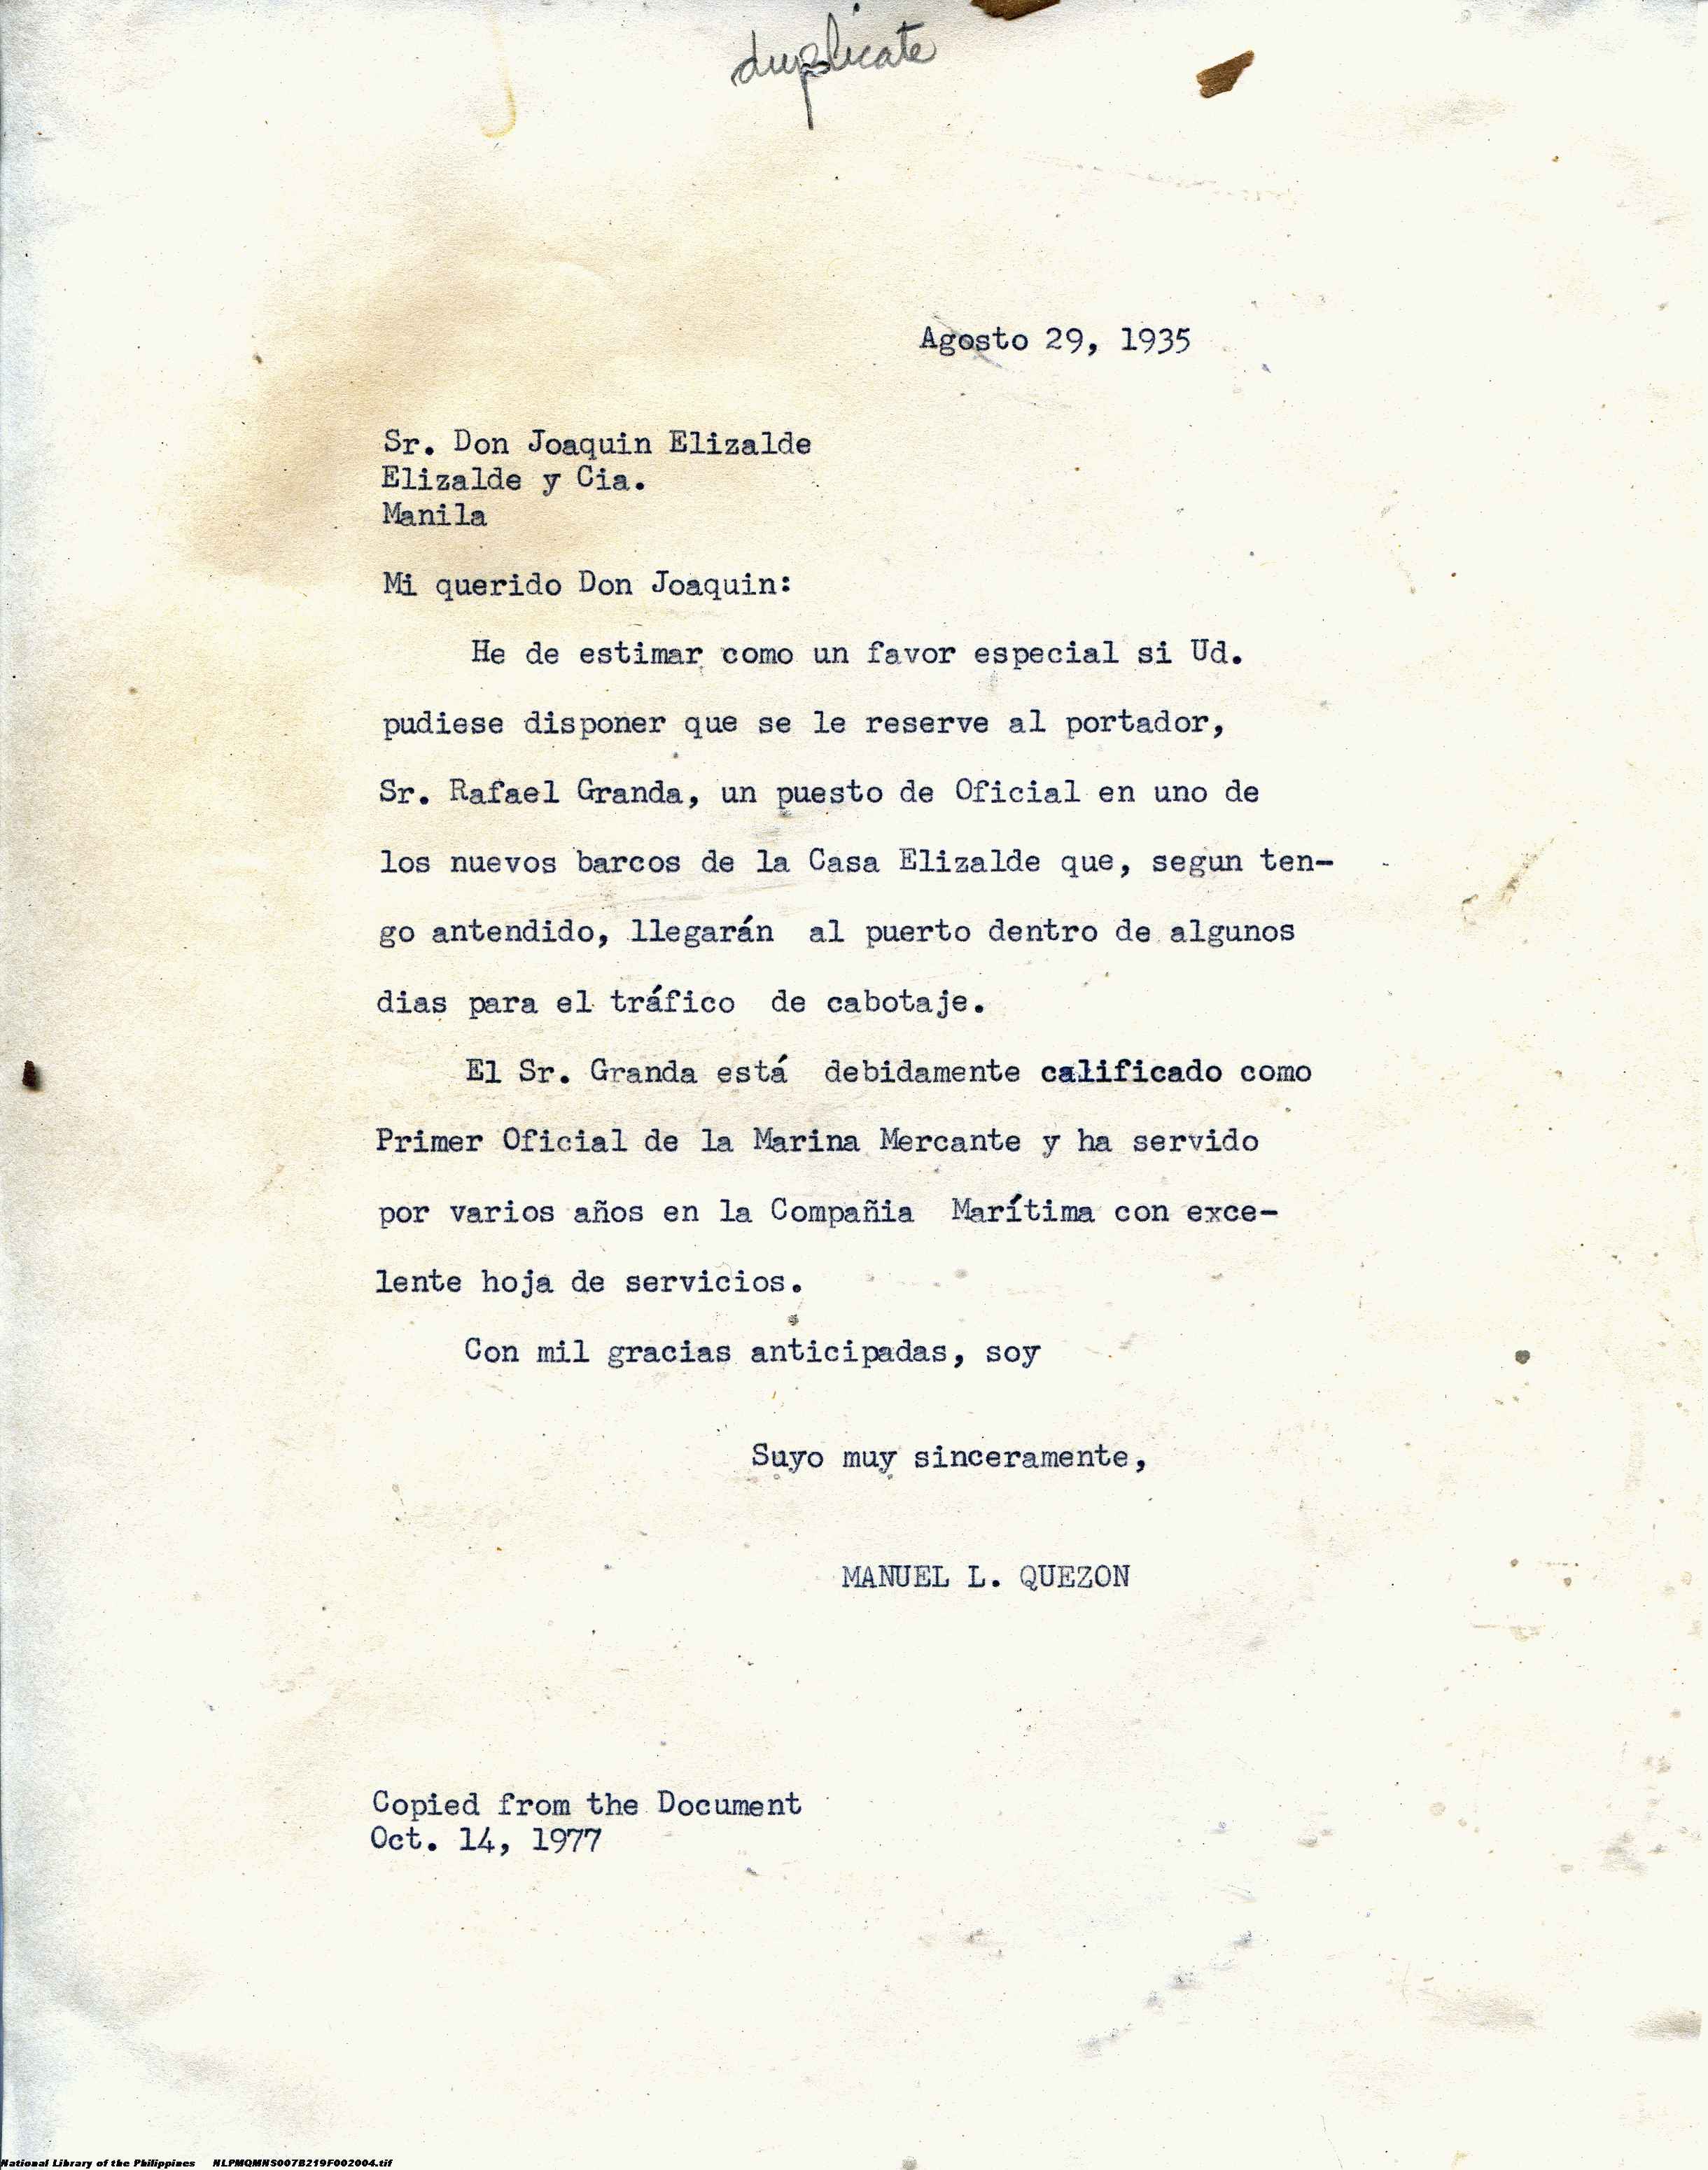 duplicate
Agosto 29, 1935
Sr. Don Joaquin Elizalde
Elizalde y Cia.
Manila
Mi querido Don Joaquin:
He de estimar como un favor especial si Ud.
pudiese disponer que se le reserve al portador,
Sr. Rafael Granda, un puesto de Oficial en uno de
los nuevos barcos de la Casa Elizalde que, segun ten-
go antendido, llegarán al puerto dentro de algunos
dias para el tráfico de cabotaje.
El Sr. Granda está debidamente calificado como
Primer Oficial de la Marina Mercante y ha servido
por varios años en la Compañia Marítima con exce-
lente hoja de servicios.
Con mil gracias anticipadas, soy
Suyo muy sinceramente,
MANUEL L. QUEZON
Copied from the Document
Oct. 14, 1977
National Library of the Philippines NLPMQMNS007B219F002004.tif